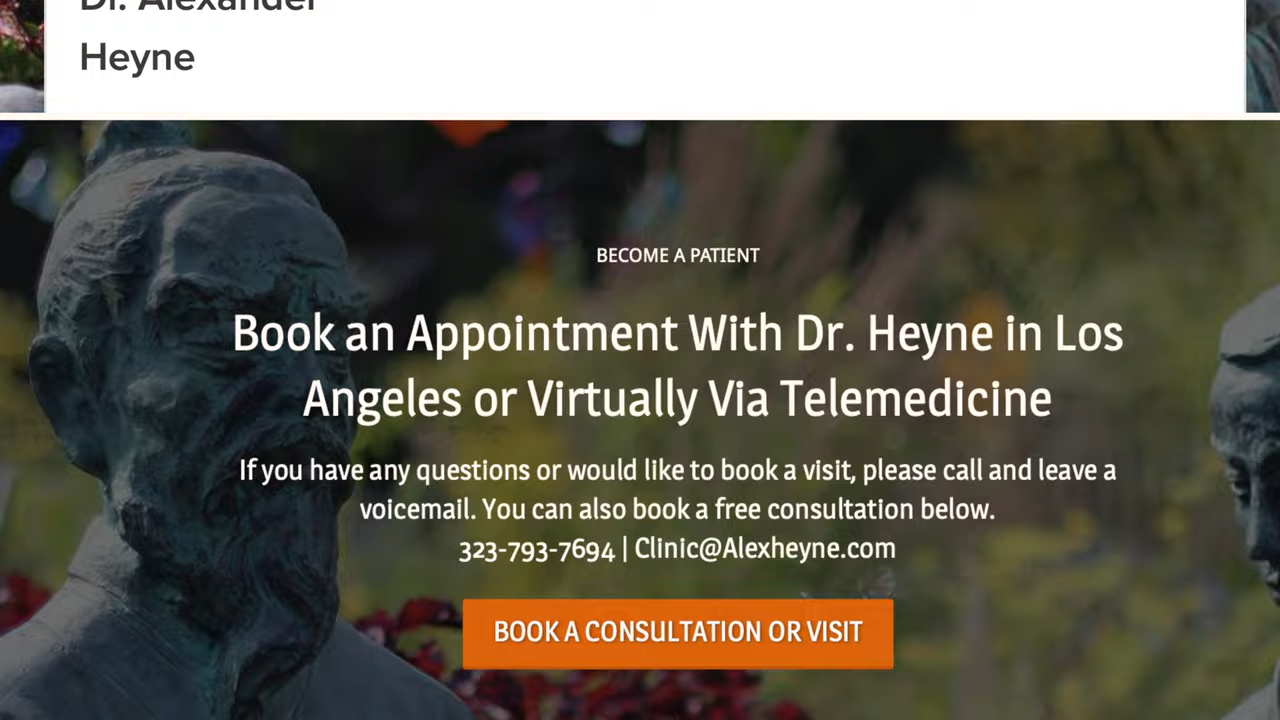 Dr. Alexander
Heyne
BECOME A PATIENT
Book an Appointment With Dr. Heyne in Los
Angeles or Virtually Via Telemedicine
If you have any questions or would like to book a visit, please call and leave a
voicemail. You can also book a free consultation below.
323-793-7694 | Clinic@Alexheyne.com
BOOK A CONSULTATION OR VISIT